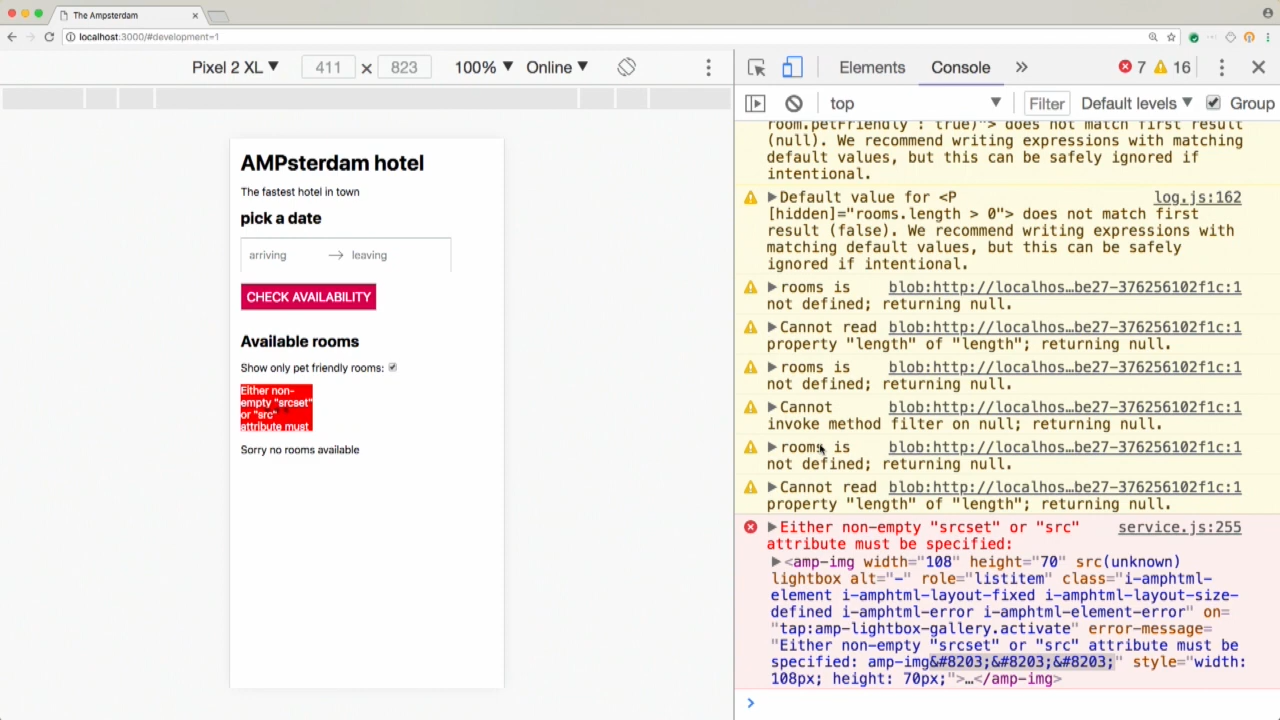 The Ampsterdam
localhost:3000/#development=1
Pixel 2 XL ▼ 411 x 823 100% ▼ Online ▼
Elements Console » 7 16
top ▼ Filter Default levels ▼ Group
AMPsterdam hotel
The fastest hotel in town
pick a date
arriving → leaving
CHECK AVAILABILITY
Available rooms
Show only pet friendly rooms:
Either non-
empty "srcset"
or "src"
attribute must
Sorry no rooms available
room.petFriendly : true)"> does not match first result
(null). We recommend writing expressions with matching
default values, but this can be safely ignored if
intentional.
▶Default value for <P log.js:162
[hidden]="rooms.length > 0"> does not match first
result (false). We recommend writing expressions with
matching default values, but this can be safely
ignored if intentional.
▶rooms is blob:http://localhos…be27-376256102f1c:1
not defined; returning null.
▶Cannot read blob:http://localhos…be27-376256102f1c:1
property "length" of "length"; returning null.
▶rooms is blob:http://localhos…be27-376256102f1c:1
not defined; returning null.
▶Cannot blob:http://localhos…be27-376256102f1c:1
invoke method filter on null; returning null.
▶rooms is blob:http://localhos…be27-376256102f1c:1
not defined; returning null.
▶Cannot read blob:http://localhos…be27-376256102f1c:1
property "length" of "length"; returning null.
▶Either non-empty "srcset" or "src" service.js:255
attribute must be specified:
▶<amp-img width="108" height="70" src(unknown)
lightbox alt="-" role="listitem" class="i-amphtml-
element i-amphtml-layout-fixed i-amphtml-layout-size-
defined i-amphtml-error i-amphtml-element-error" on=
"tap:amp-lightbox-gallery.activate" error-message=
"Either non-empty "srcset" or "src" attribute must be
specified: amp-img&#8203;&#8203;&#8203;" style="width:
108px; height: 70px;">…</amp-img>